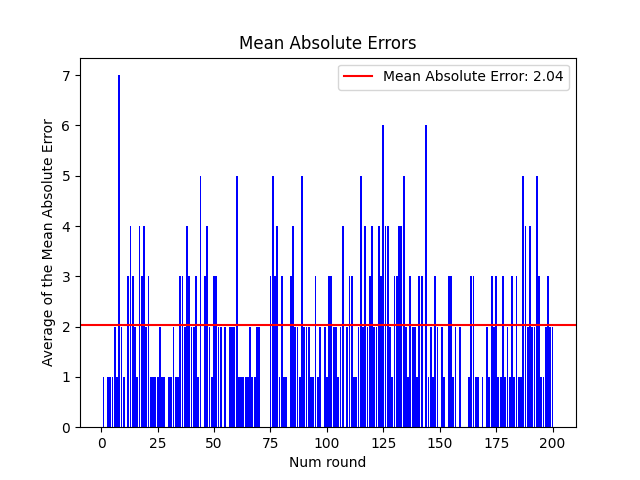 Mean Absolute Errors
Mean Absolute Error: 2.04
Average of the Mean Absolute Error
7
6
5
4
3
2
1
0
0 25 50 75 100 125 150 175 200
Num round